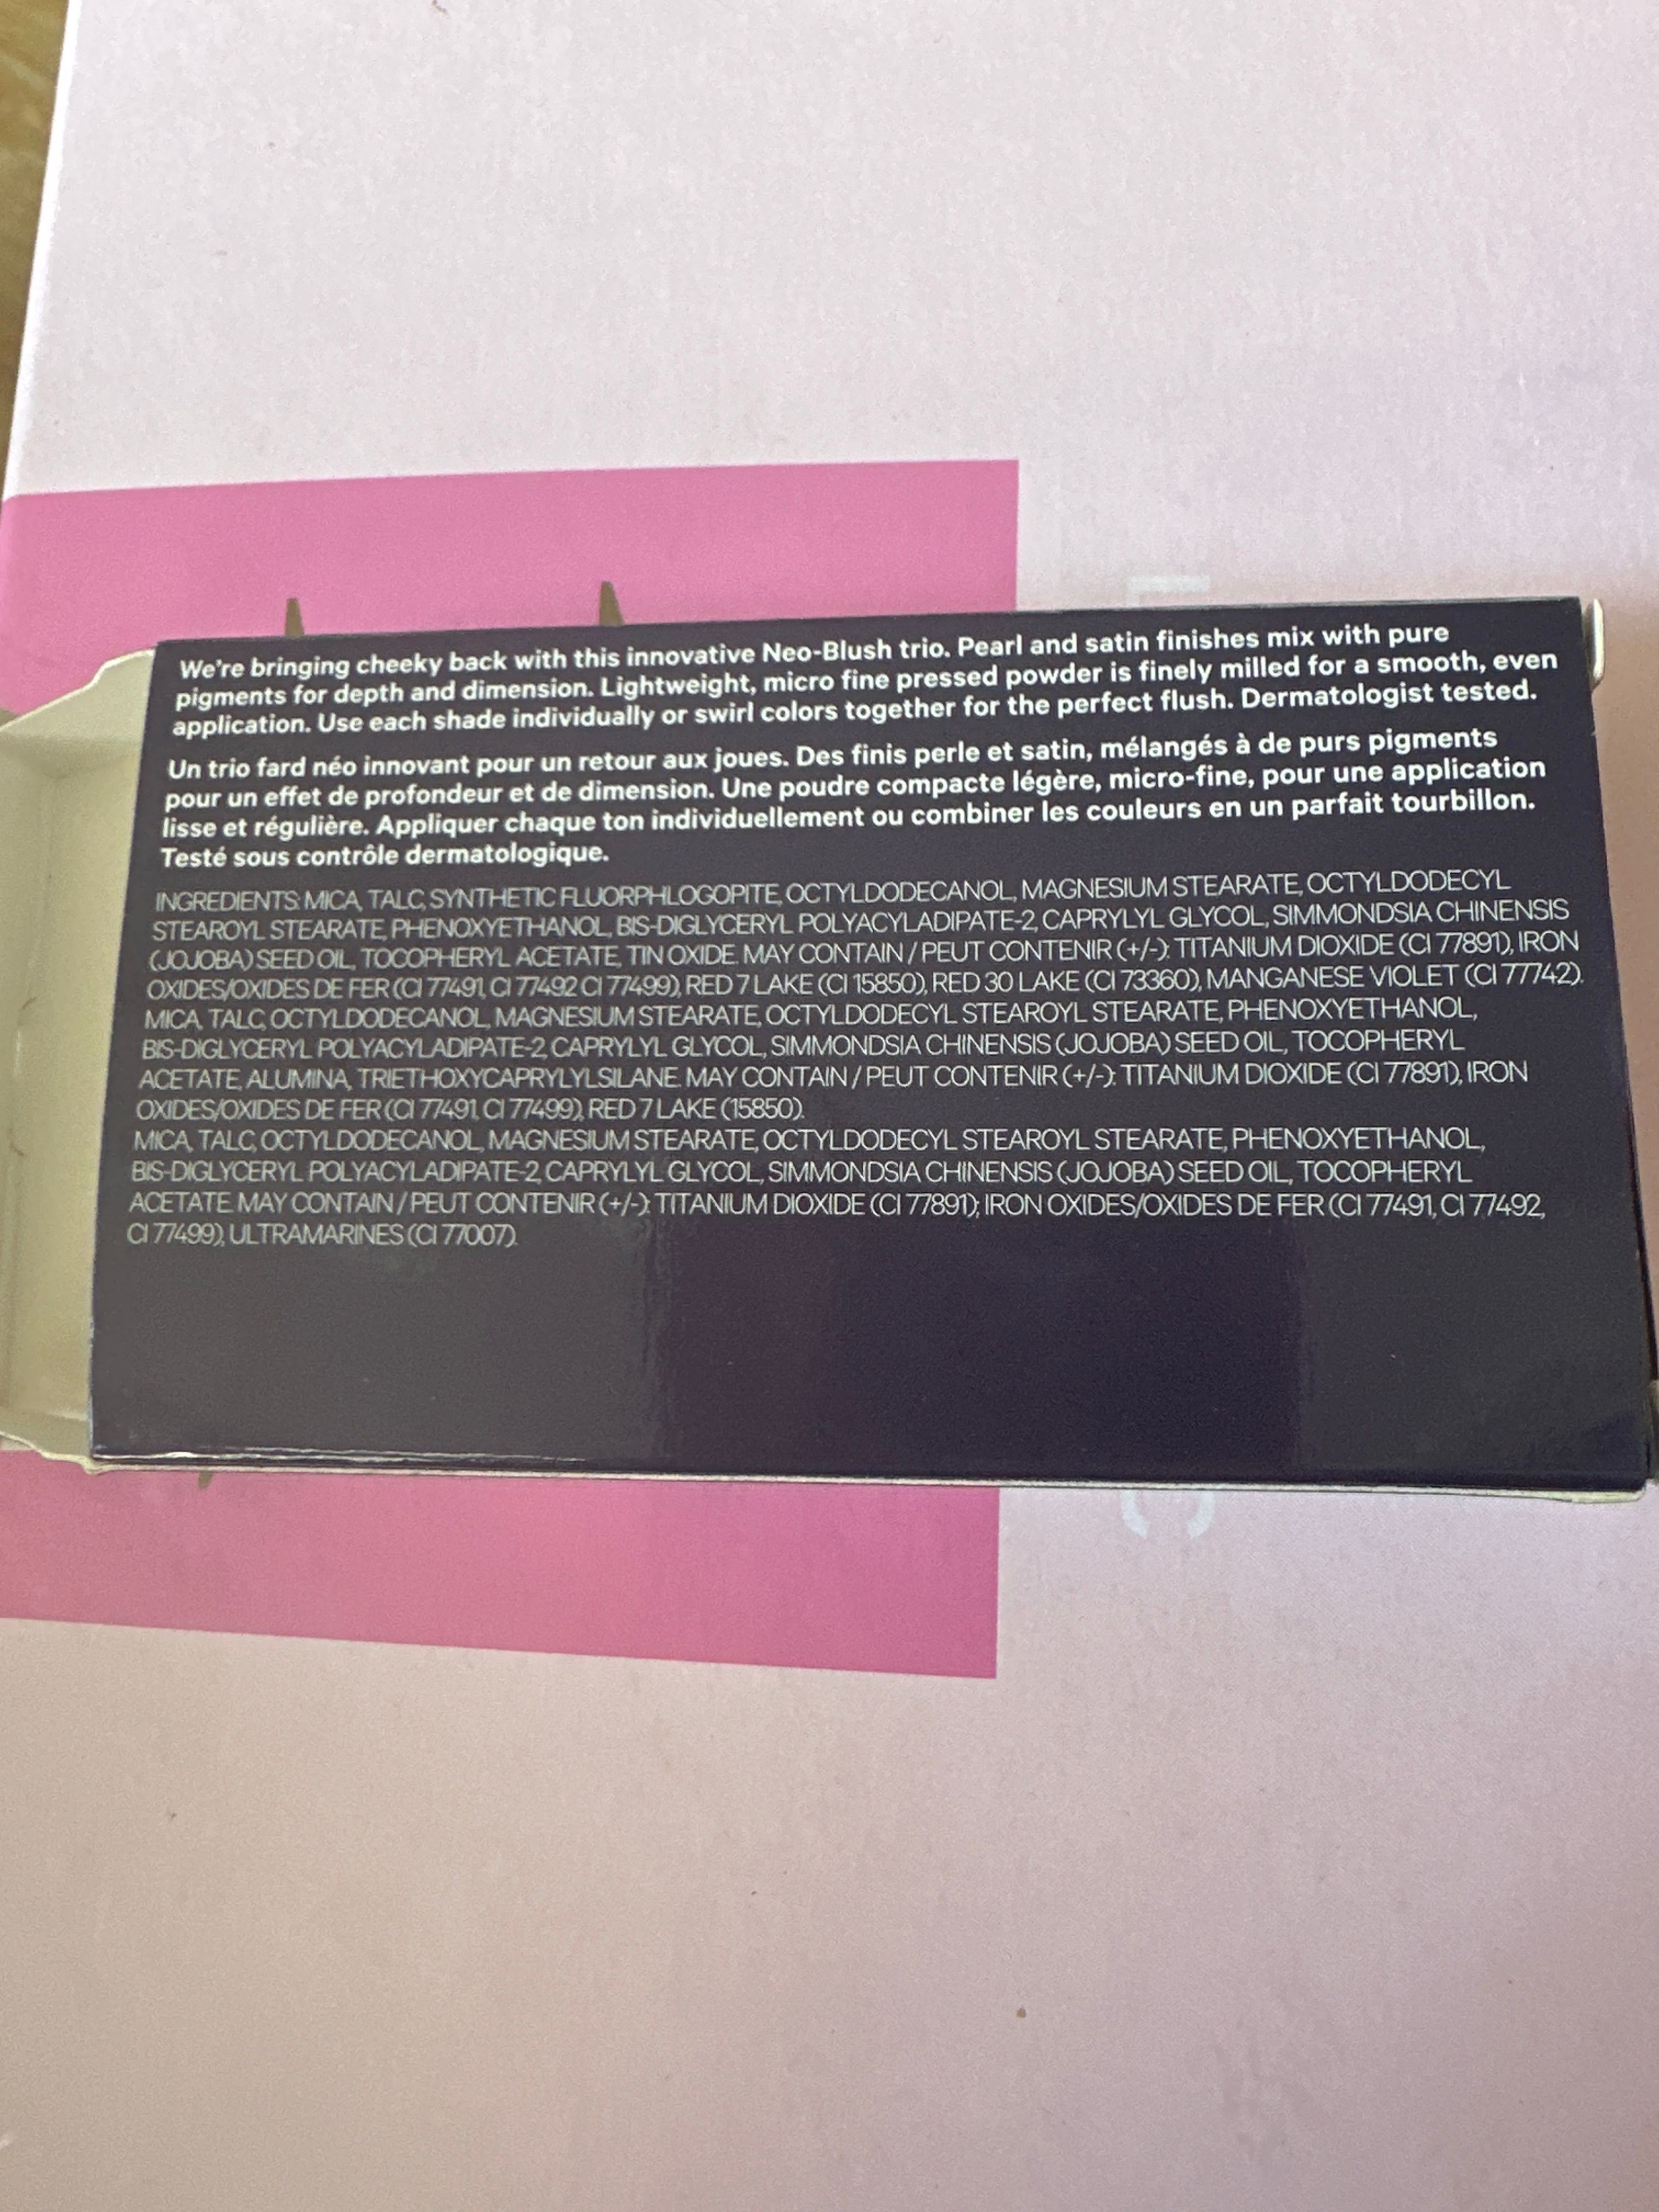 We're bringing cheeky back with this innovative Neo-Blush trio. Pearl and satin finishes mix with pure
pigments for depth and dimension. Lightweight, micro fine pressed powder is finely milled for a smooth, even
application. Use each shade individually or swirl colors together for the perfect flush. Dermatologist tested.
Un trio fard néo innovant pour un retour aux joues. Des finis perle et satin, mélangés à de purs pigments
pour un effet de profondeur et de dimension. Une poudre compacte légère, micro-fine, pour une application
lisse et régulière. Appliquer chaque ton individuellement ou combiner les couleurs en un parfait tourbillon.
Testé sous contrôle dermatologique.
INGREDIENTS: MICA, TALC, SYNTHETIC FLUORPHLOGOPITE, OCTYLDODECANOL, MAGNESIUM STEARATE, OCTYLDODECYL
STEAROYL STEARATE, PHENOXYETHANOL, BIS-DIGLYCERYL POLYACYLADIPATE-2, CAPRYLYL GLYCOL, SIMMONDSIA CHINENSIS
(JOJOBA) SEED OIL, TOCOPHERYL ACETATE, TIN OXIDE. MAY CONTAIN / PEUT CONTENIR (+/-): TITANIUM DIOXIDE (CI 77891), IRON
OXIDES/OXIDES DE FER (CI 77491, CI 77492 CI 77499), RED 7 LAKE (CI 15850), RED 30 LAKE (CI 73360), MANGANESE VIOLET (CI 77742).
MICA, TALC, OCTYLDODECANOL, MAGNESIUM STEARATE, OCTYLDODECYL STEAROYL STEARATE, PHENOXYETHANOL,
BIS-DIGLYCERYL POLYACYLADIPATE-2, CAPRYLYL GLYCOL, SIMMONDSIA CHINENSIS (JOJOBA) SEED OIL, TOCOPHERYL
ACETATE, ALUMINA, TRIETHOXYCAPRYLYLSILANE. MAY CONTAIN / PEUT CONTENIR (+/-): TITANIUM DIOXIDE (CI 77891), IRON
OXIDES/OXIDES DE FER (CI 77491, CI 77499), RED 7 LAKE (15850).
MICA, TALC, OCTYLDODECANOL, MAGNESIUM STEARATE, OCTYLDODECYL STEAROYL STEARATE, PHENOXYETHANOL,
BIS-DIGLYCERYL POLYACYLADIPATE-2, CAPRYLYL GLYCOL, SIMMONDSIA CHINENSIS (JOJOBA) SEED OIL, TOCOPHERYL
ACETATE. MAY CONTAIN / PEUT CONTENIR (+/-): TITANIUM DIOXIDE (CI 77891); IRON OXIDES/OXIDES DE FER (CI 77491, CI 77492,
CI 77499), ULTRAMARINES (CI 77007).